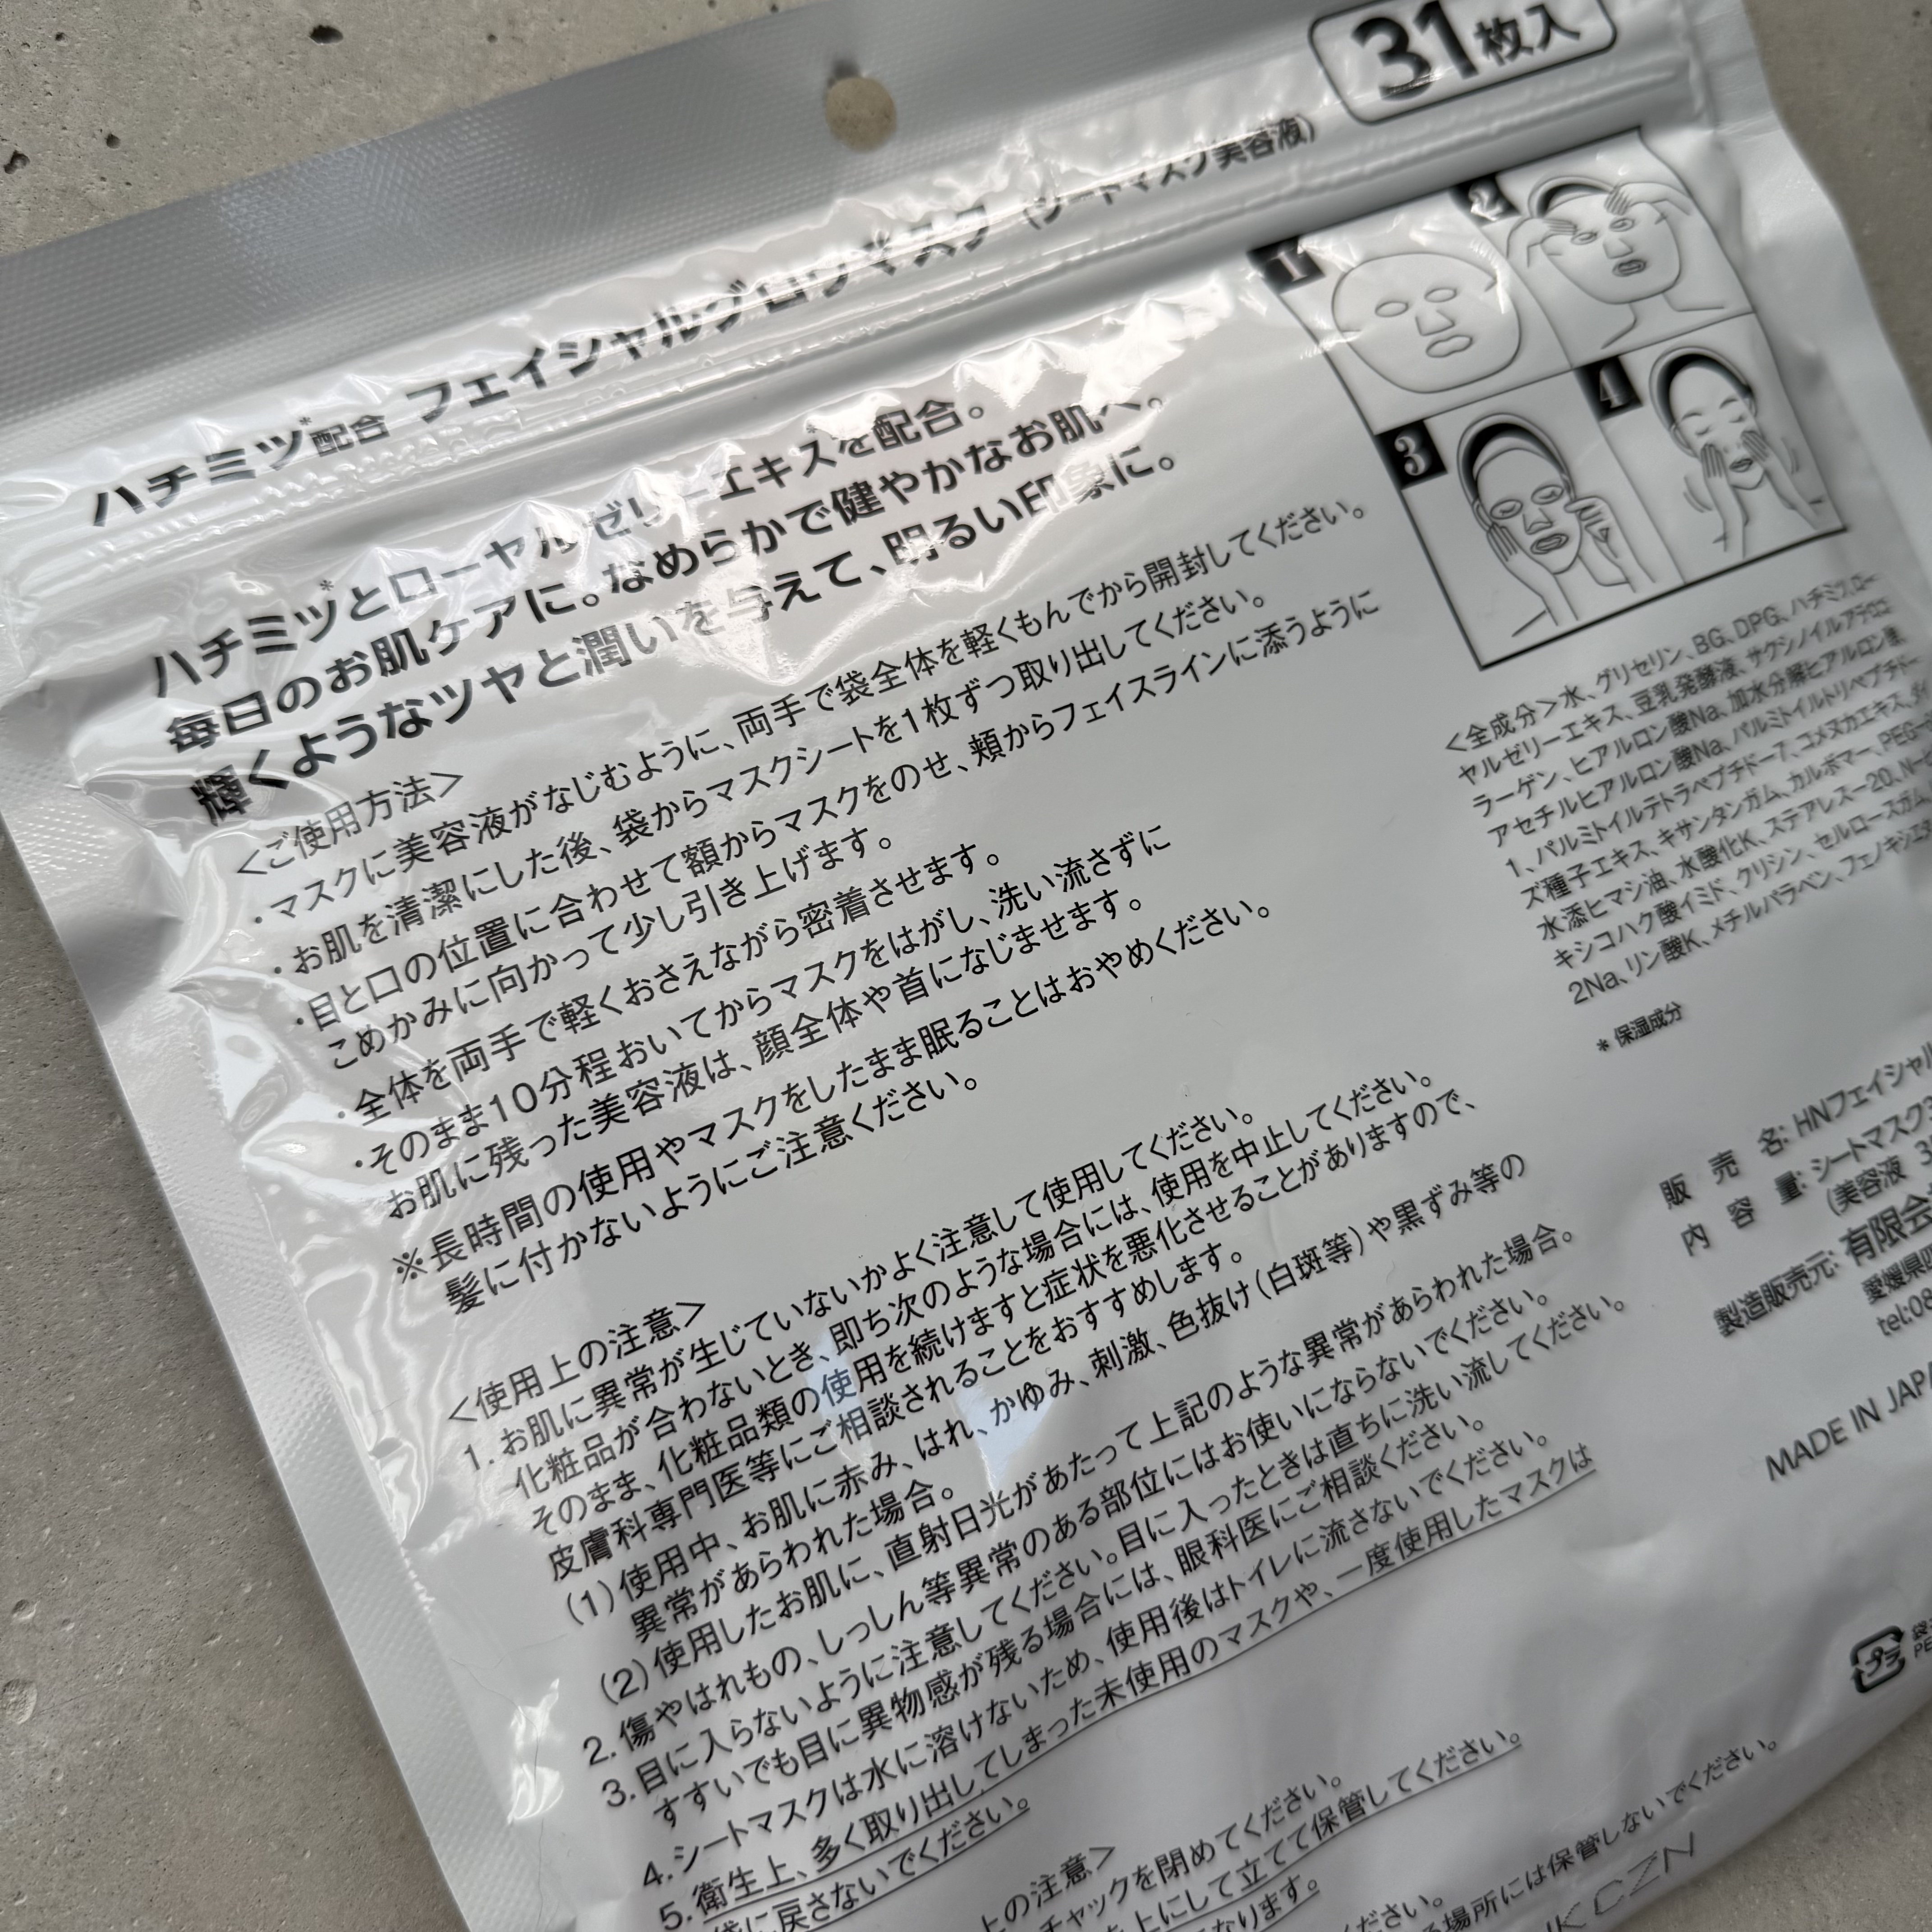 31枚入
ハチミツ*配合 フェイシャルグロウマスク (シートマスク美容液)
ハチミツ*とローヤルゼリーエキス*を配合。
毎日のお肌ケアに。なめらかで健やかなお肌へ。
輝くようなツヤと潤いを与えて、明るい印象に。
<ご使用方法>
・マスクに美容液がなじむように、両手で袋全体を軽くもんでから開封してください。
・お肌を清潔にした後、袋からマスクシートを1枚ずつ取り出してください。
・目と口の位置に合わせて額からマスクをのせ、頬からフェイスラインに添うように
こめかみに向かって少し引き上げます。
・全体を両手で軽くおさえながら密着させます。
・そのまま10分程おいてからマスクをはがし、洗い流さずに
お肌に残った美容液は、顔全体や首になじませます。
※長時間の使用やマスクをしたまま眠ることはおやめください。
髪に付かないようにご注意ください。
<使用上の注意>
1. お肌に異常が生じていないかよく注意して使用してください。
化粧品が合わないとき、即ち次のような場合には、使用を中止してください。
そのまま、化粧品類の使用を続けますと症状を悪化させることがありますので、
皮膚科専門医等にご相談されることをおすすめします。
(1)使用中、お肌に赤み、はれ、かゆみ、刺激、色抜け(白斑等)や黒ずみ等の
異常があらわれた場合。
(2)使用したお肌に、直射日光があたって上記のような異常があらわれた場合。
2. 傷やはれもの、しっしん等異常のある部位にはお使いにならないでください。
3. 目に入らないように注意してください。目に入ったときは直ちに洗い流してください。
すすいでも目に異物感が残る場合には、眼科医にご相談ください。
4. シートマスクは水に溶けないため、使用後はトイレに流さないでください。
5. 衛生上、多く取り出してしまった未使用のマスクや、一度使用したマスクは
袋に戻さないでください。
上の注意>
チャックを閉めてください。
を上にして立てて保管してください。
なります。
ください。
場所には保管しないでください。
CZN
1
2
3
4
<全成分>水、グリセリン、BG、DPG、ハチミツ、ロー
ヤルゼリーエキス、豆乳発酵液、サクシノイルアテロコ
ラーゲン、ヒアルロン酸Na、加水分解ヒアルロン酸、
アセチルヒアルロン酸Na、パルミトイルトリペプチド-
1、パルミトイルテトラペプチド-7、コメヌカエキス、ダイ
ズ種子エキス、キサンタンガム、カルボマー、PEG-
水添ヒマシ油、水酸化K、ステアレス-20、N-
キシコハク酸イミド、クリシン、セルロースガム
2Na、リン酸K、メチルパラベン、フェノキシエ
* 保湿成分
販売名: HNフェイシャル
内容量: シートマスク3
(美容液 3
製造販売元: 有限会
愛媛県
tel:08
MADE IN JAPA
プラ
袋
PE